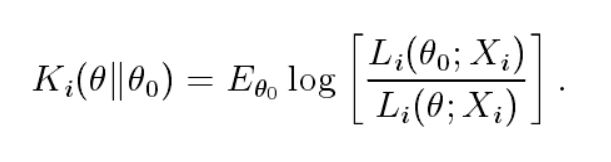 K_i(θ‖θ_0) = E_{θ_0} log [ L_i(θ_0; X_i) / L_i(θ; X_i) ] .